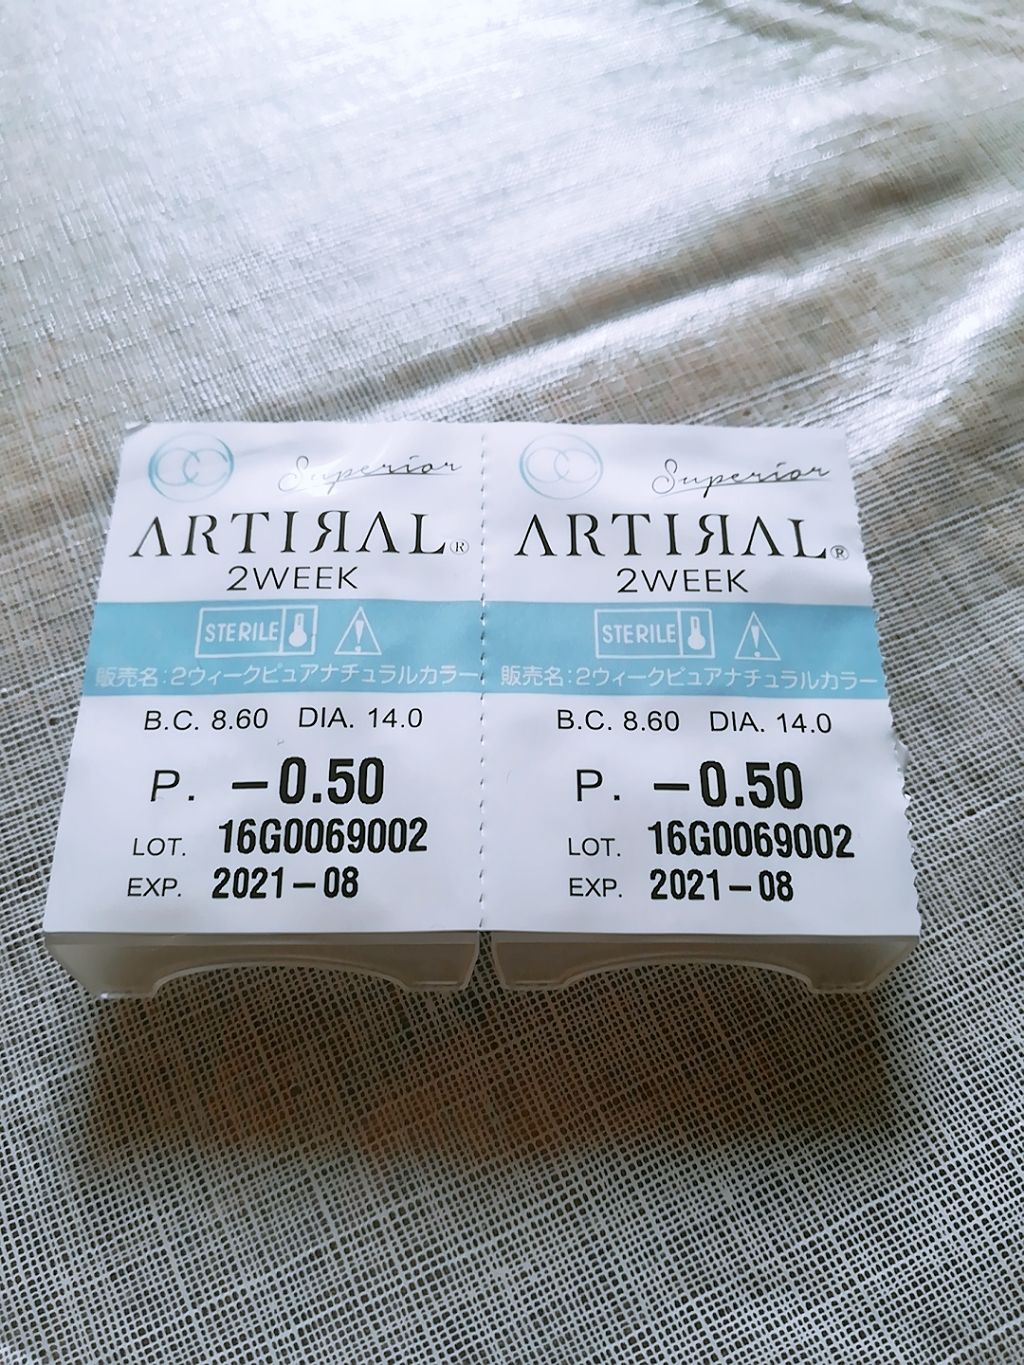 Superior
ARTIЯAL®
2WEEK
STERILE
販売名:2ウィークピュアナチュラルカラー
B.C. 8.60 DIA. 14.0
P. −0.50
LOT. 16G0069002
EXP. 2021−08
Superior
ARTIЯAL®
2WEEK
STERILE
販売名:2ウィークピュアナチュラルカラー
B.C. 8.60 DIA. 14.0
P. −0.50
LOT. 16G0069002
EXP. 2021−08